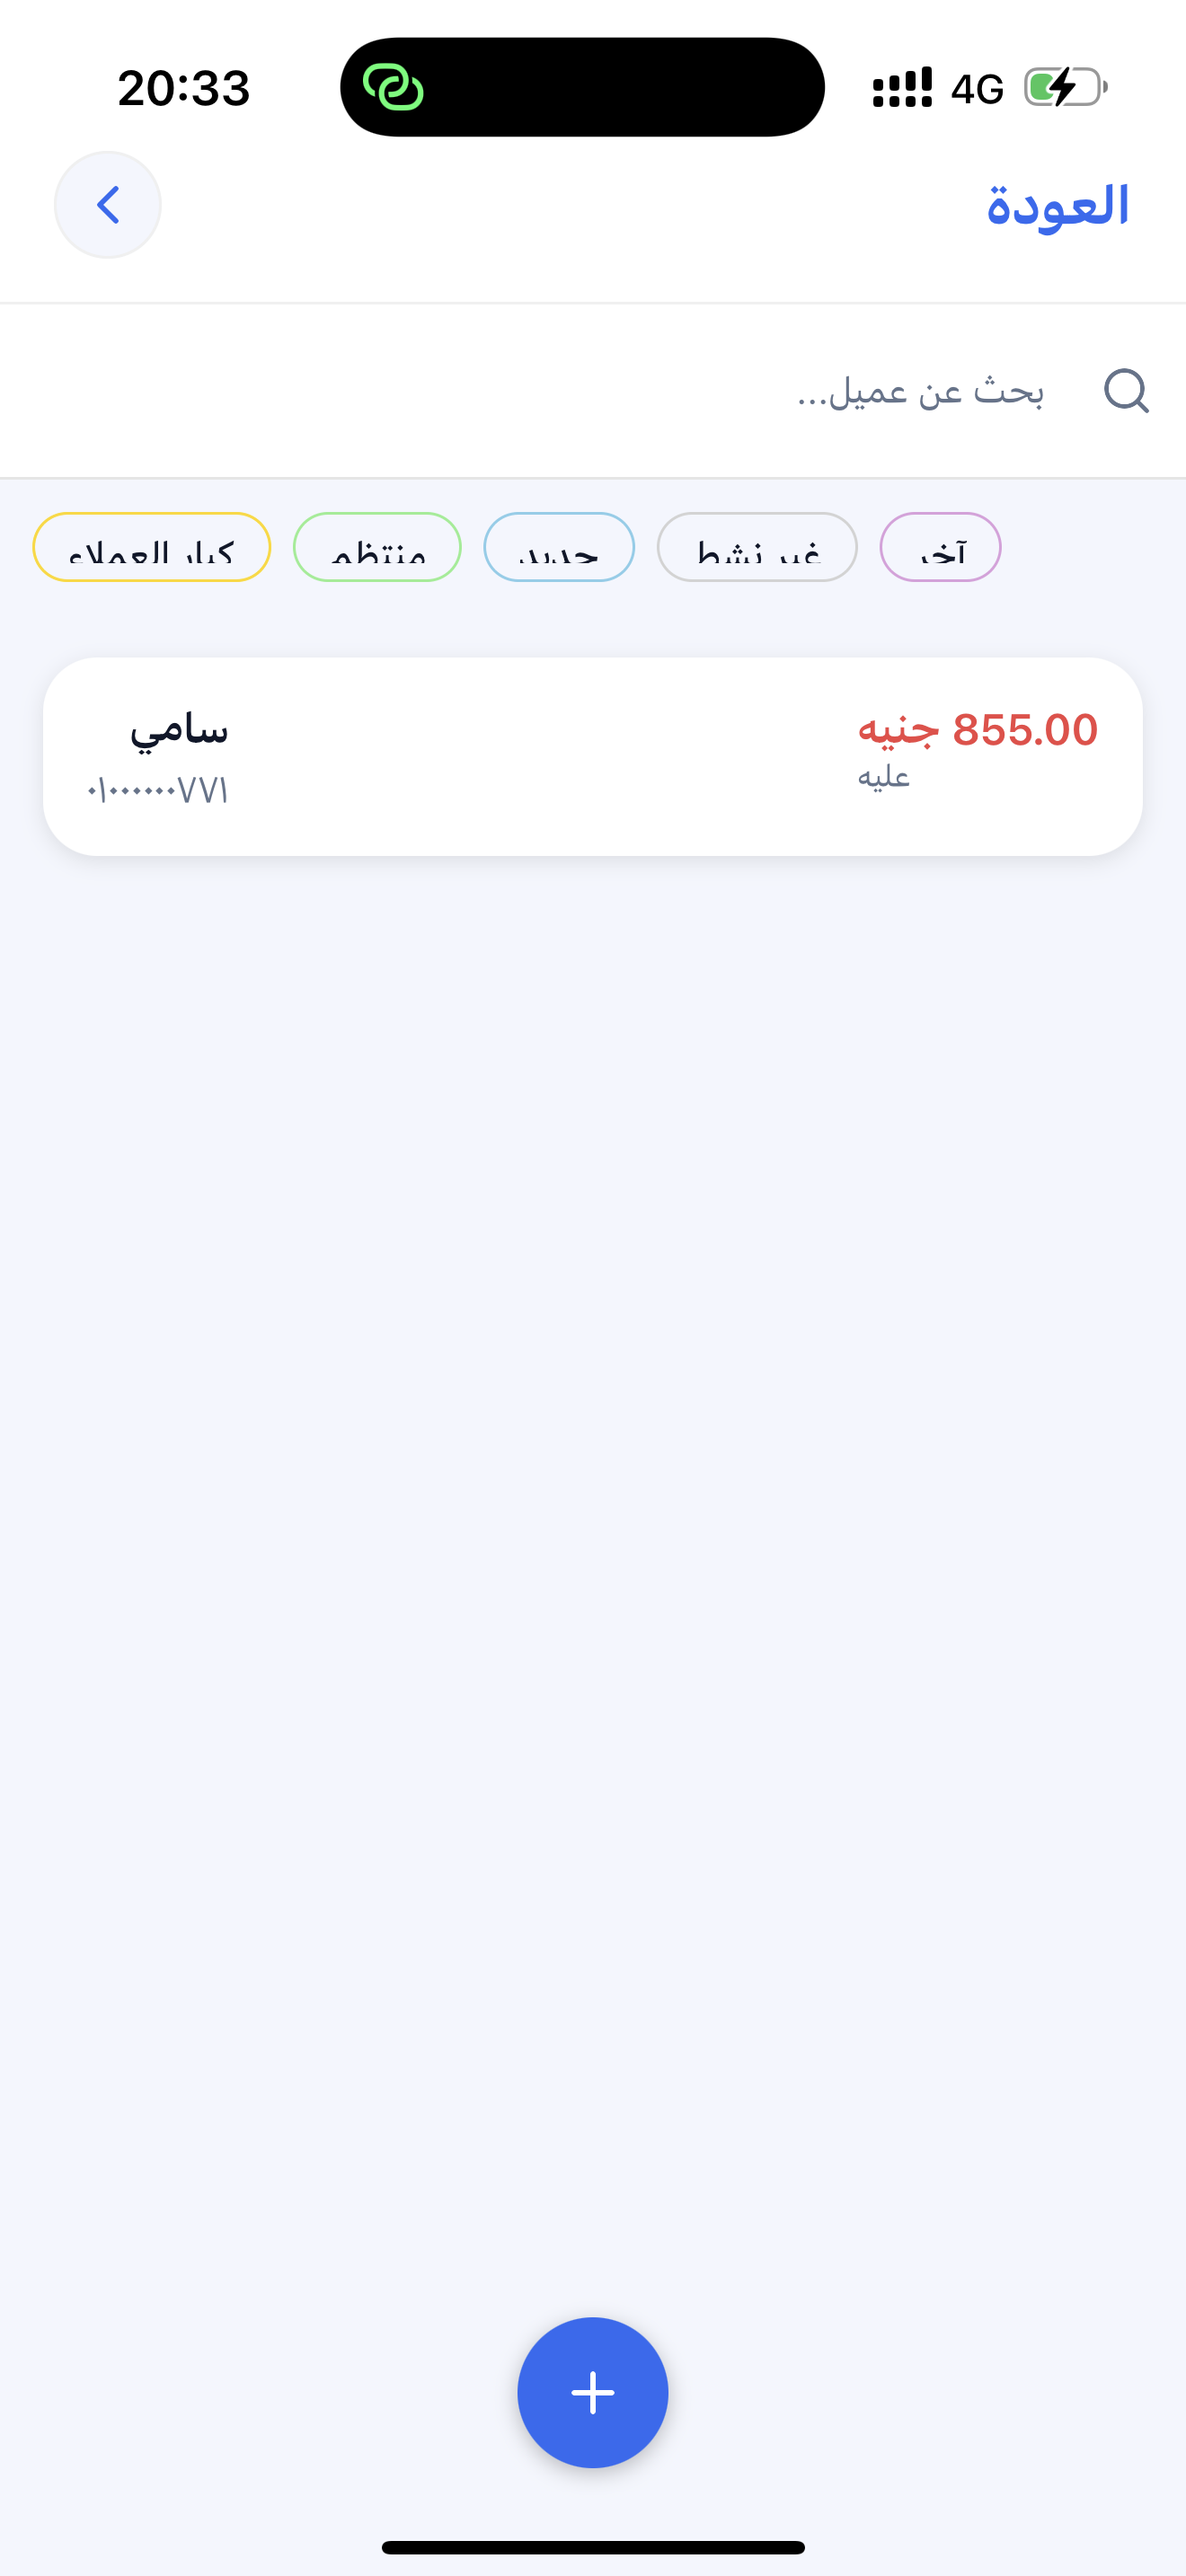 20:33
4G
العودة
بحث عن عميل...
كبار العملاء
منتظم
جديد
غير نشط
آخر
سامي
855.00 جنيه
٠١٠٠٠٠٠٠٧٧١
عليه